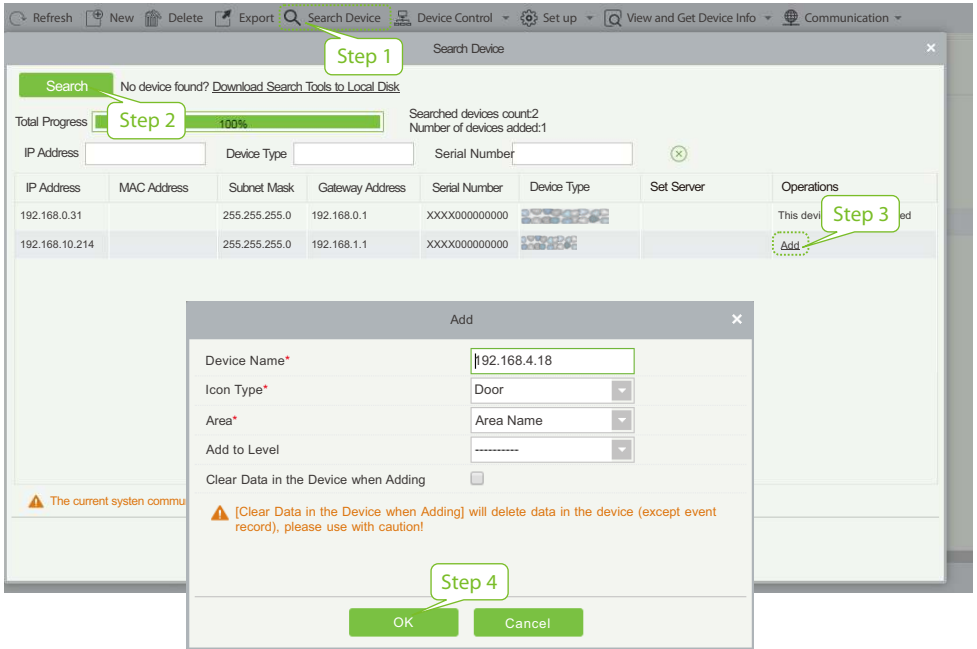 Refresh New Delete Export Search Device Device Control Set up View and Get Device Info Communication
Search Device
Step 1
Search No device found? Download Search Tools to Local Disk
Step 2
Total Progress 100%
Searched devices count:2
Number of devices added:1
IP Address Device Type Serial Number
IP Address MAC Address Subnet Mask Gateway Address Serial Number Device Type Set Server Operations
192.168.0.31 255.255.255.0 192.168.0.1 XXXX000000000 This
Step 3
192.168.10.214 255.255.255.0 192.168.1.1 XXXX000000000 Add
Add
Device Name* 192.168.4.18
Icon Type* Door
Area* Area Name
Add to Level ----------
Clear Data in the Device when Adding
The current systen
[Clear Data in the Device when Adding] will delete data in the device (except event
record), please use with caution!
Step 4
OK Cancel